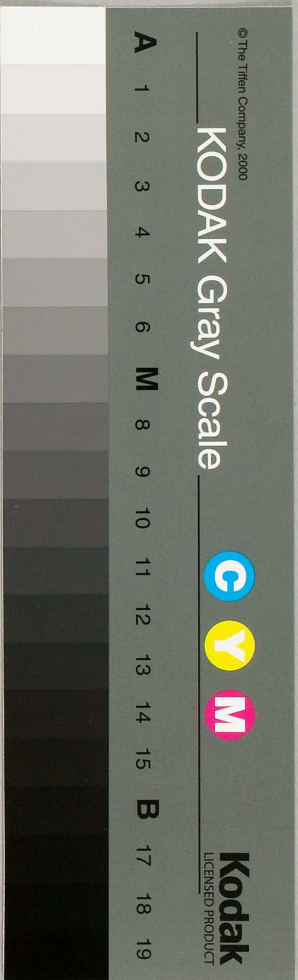 © The Tiffen Company, 2000
KODAK Gray Scale
C Y M
Kodak
LICENSED PRODUCT
A 1 2 3 4 5 6 M 8 9 10 11 12 13 14 15 B 17 18 19